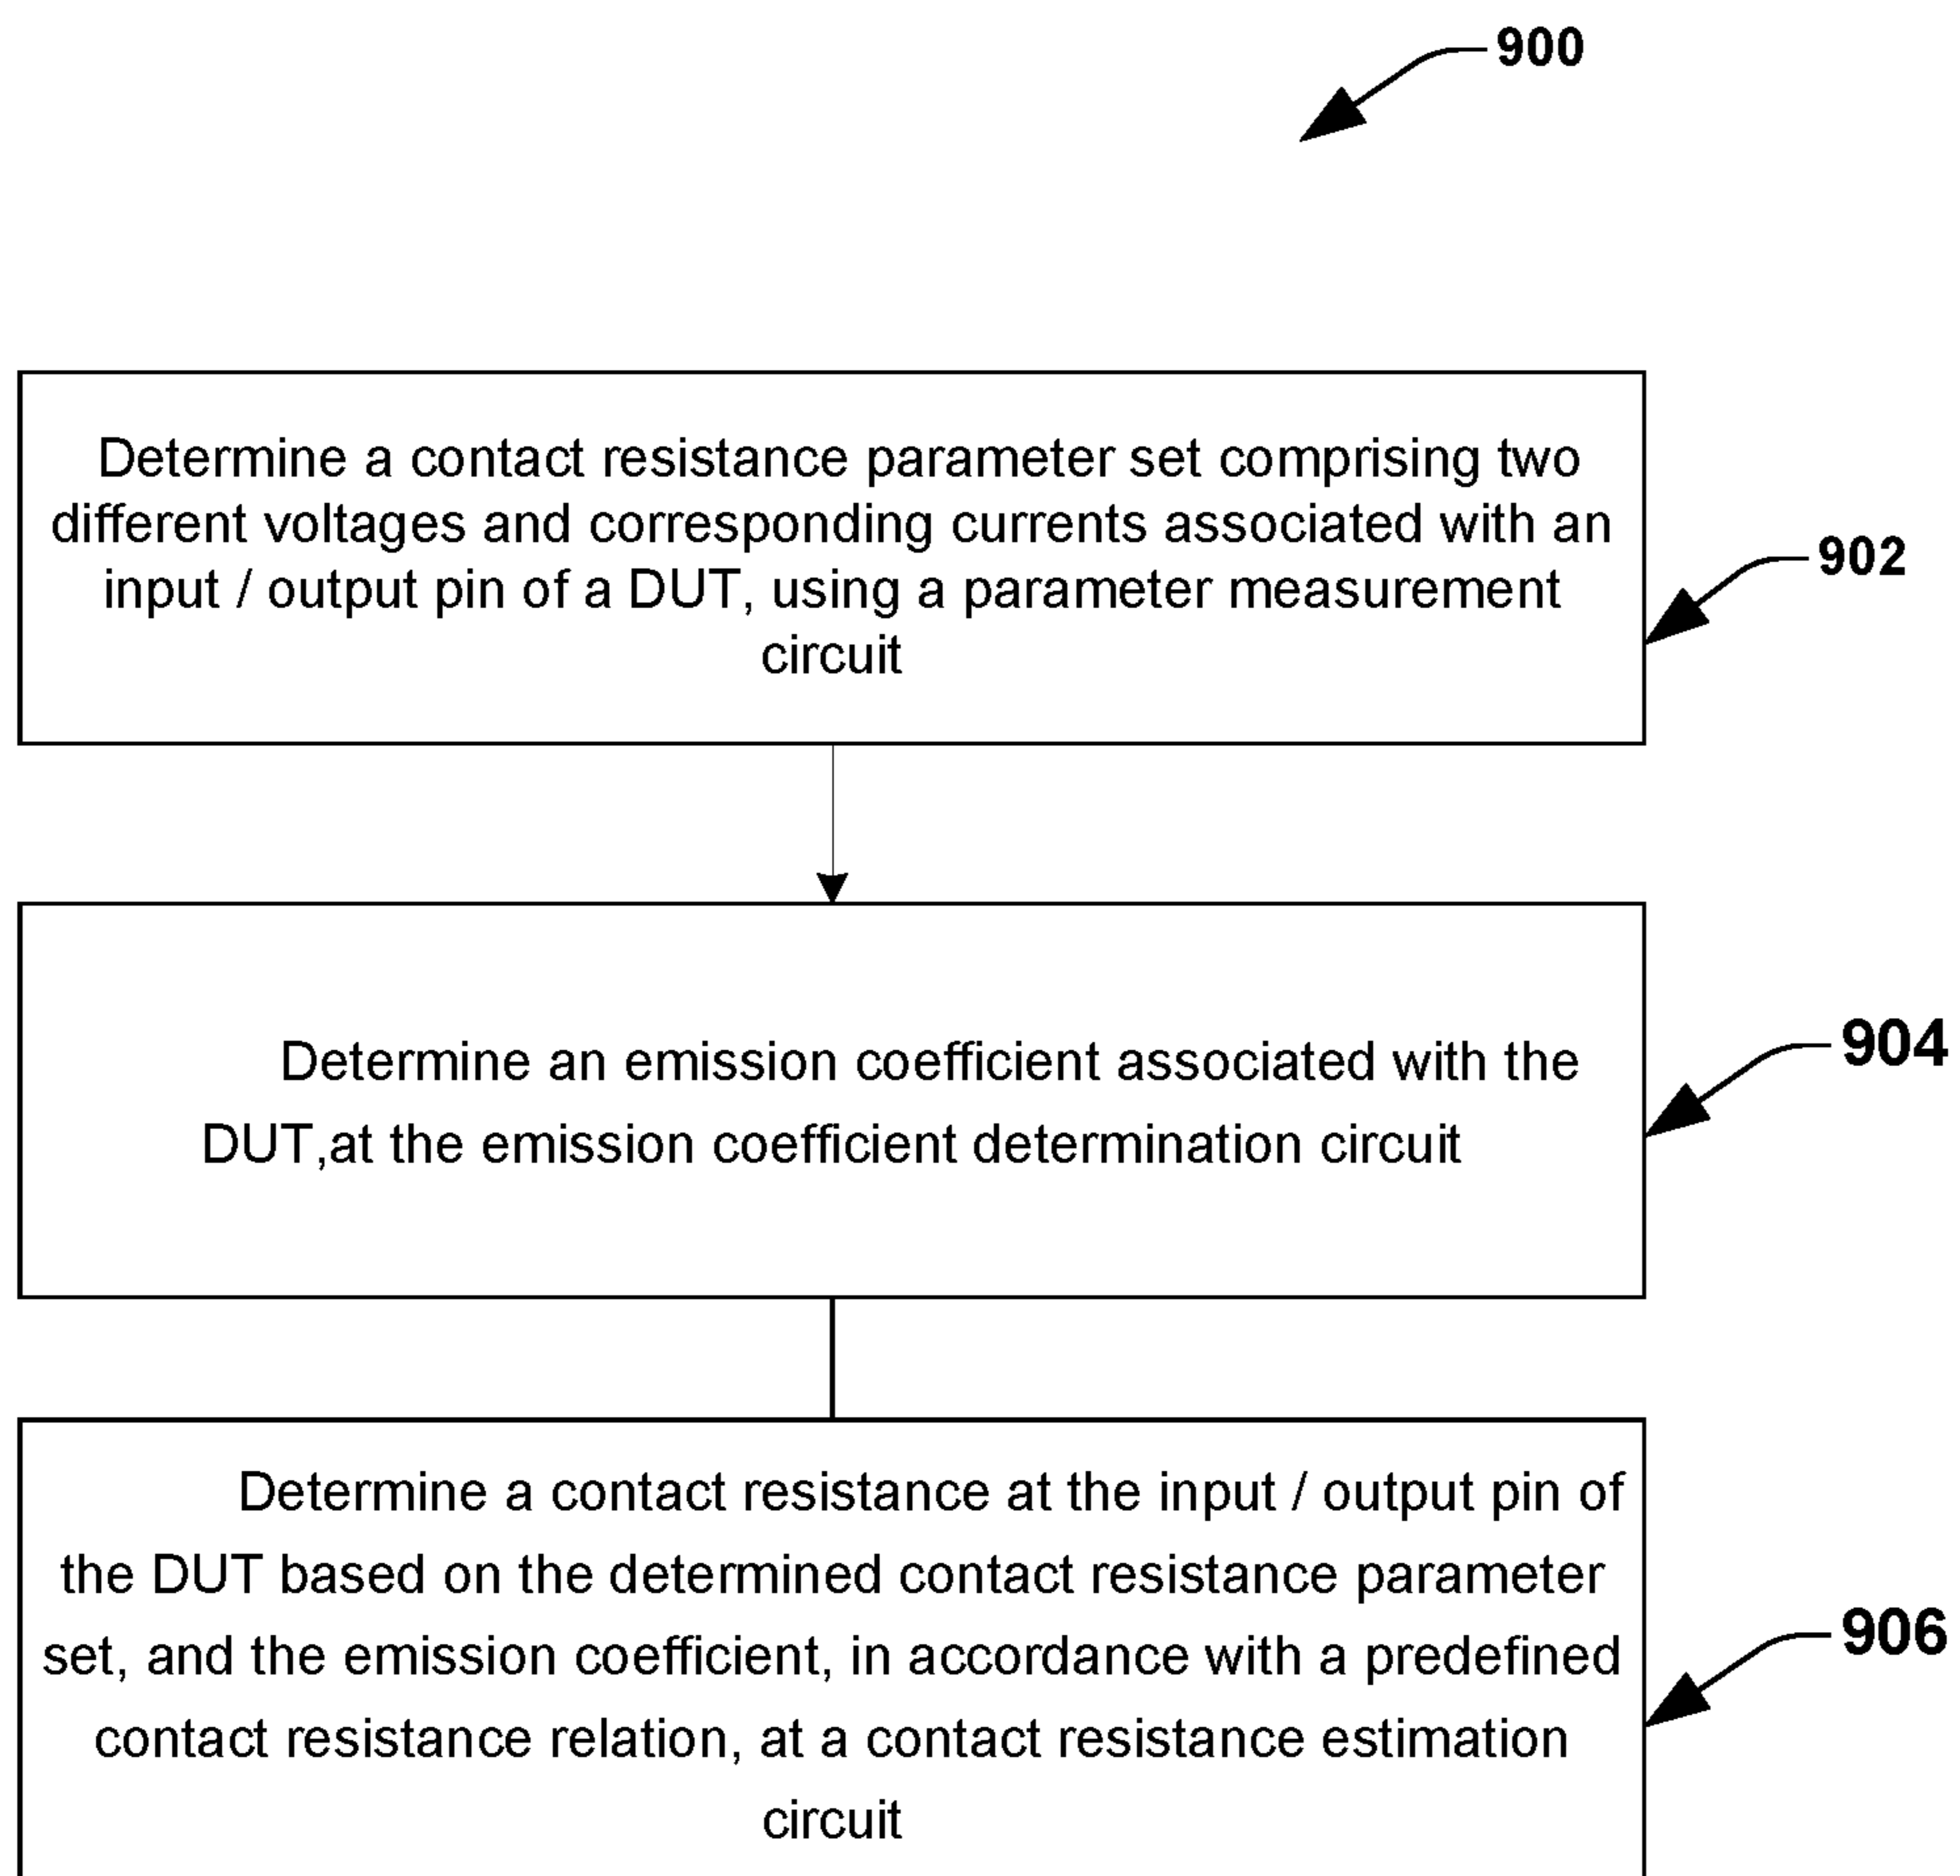 900
Determine a contact resistance parameter set comprising two
different voltages and corresponding currents associated with an
input / output pin of a DUT, using a parameter measurement
circuit
902
Determine an emission coefficient associated with the
DUT,at the emission coefficient determination circuit
904
Determine a contact resistance at the input / output pin of
the DUT based on the determined contact resistance parameter
set, and the emission coefficient, in accordance with a predefined
contact resistance relation, at a contact resistance estimation
circuit
906